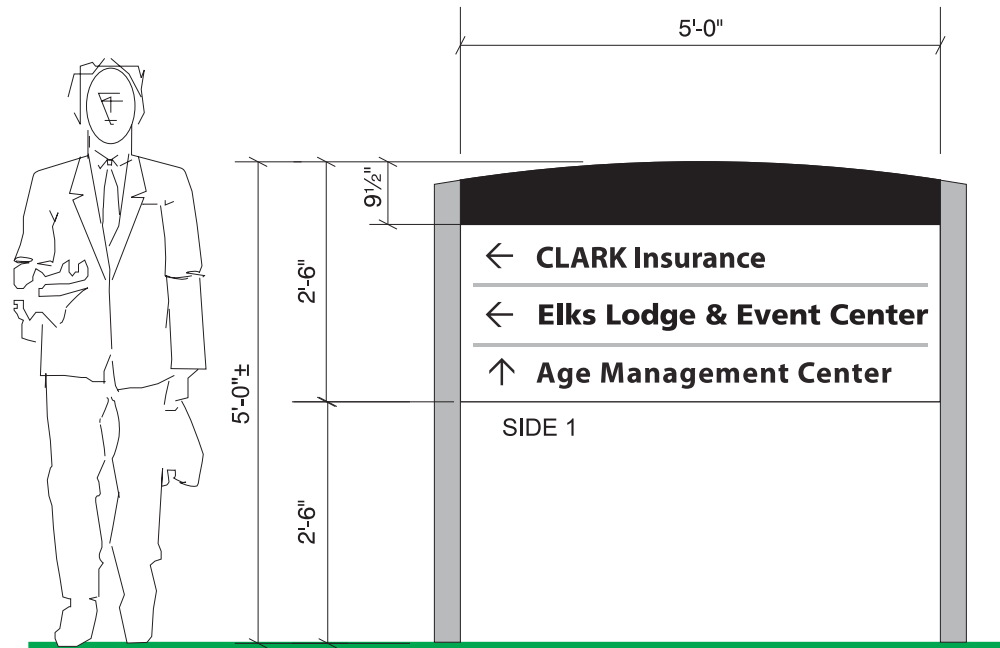 5'-0"
9½"
2'-6"
5'-0"±
2'-6"
← CLARK Insurance
← Elks Lodge & Event Center
↑ Age Management Center
SIDE 1